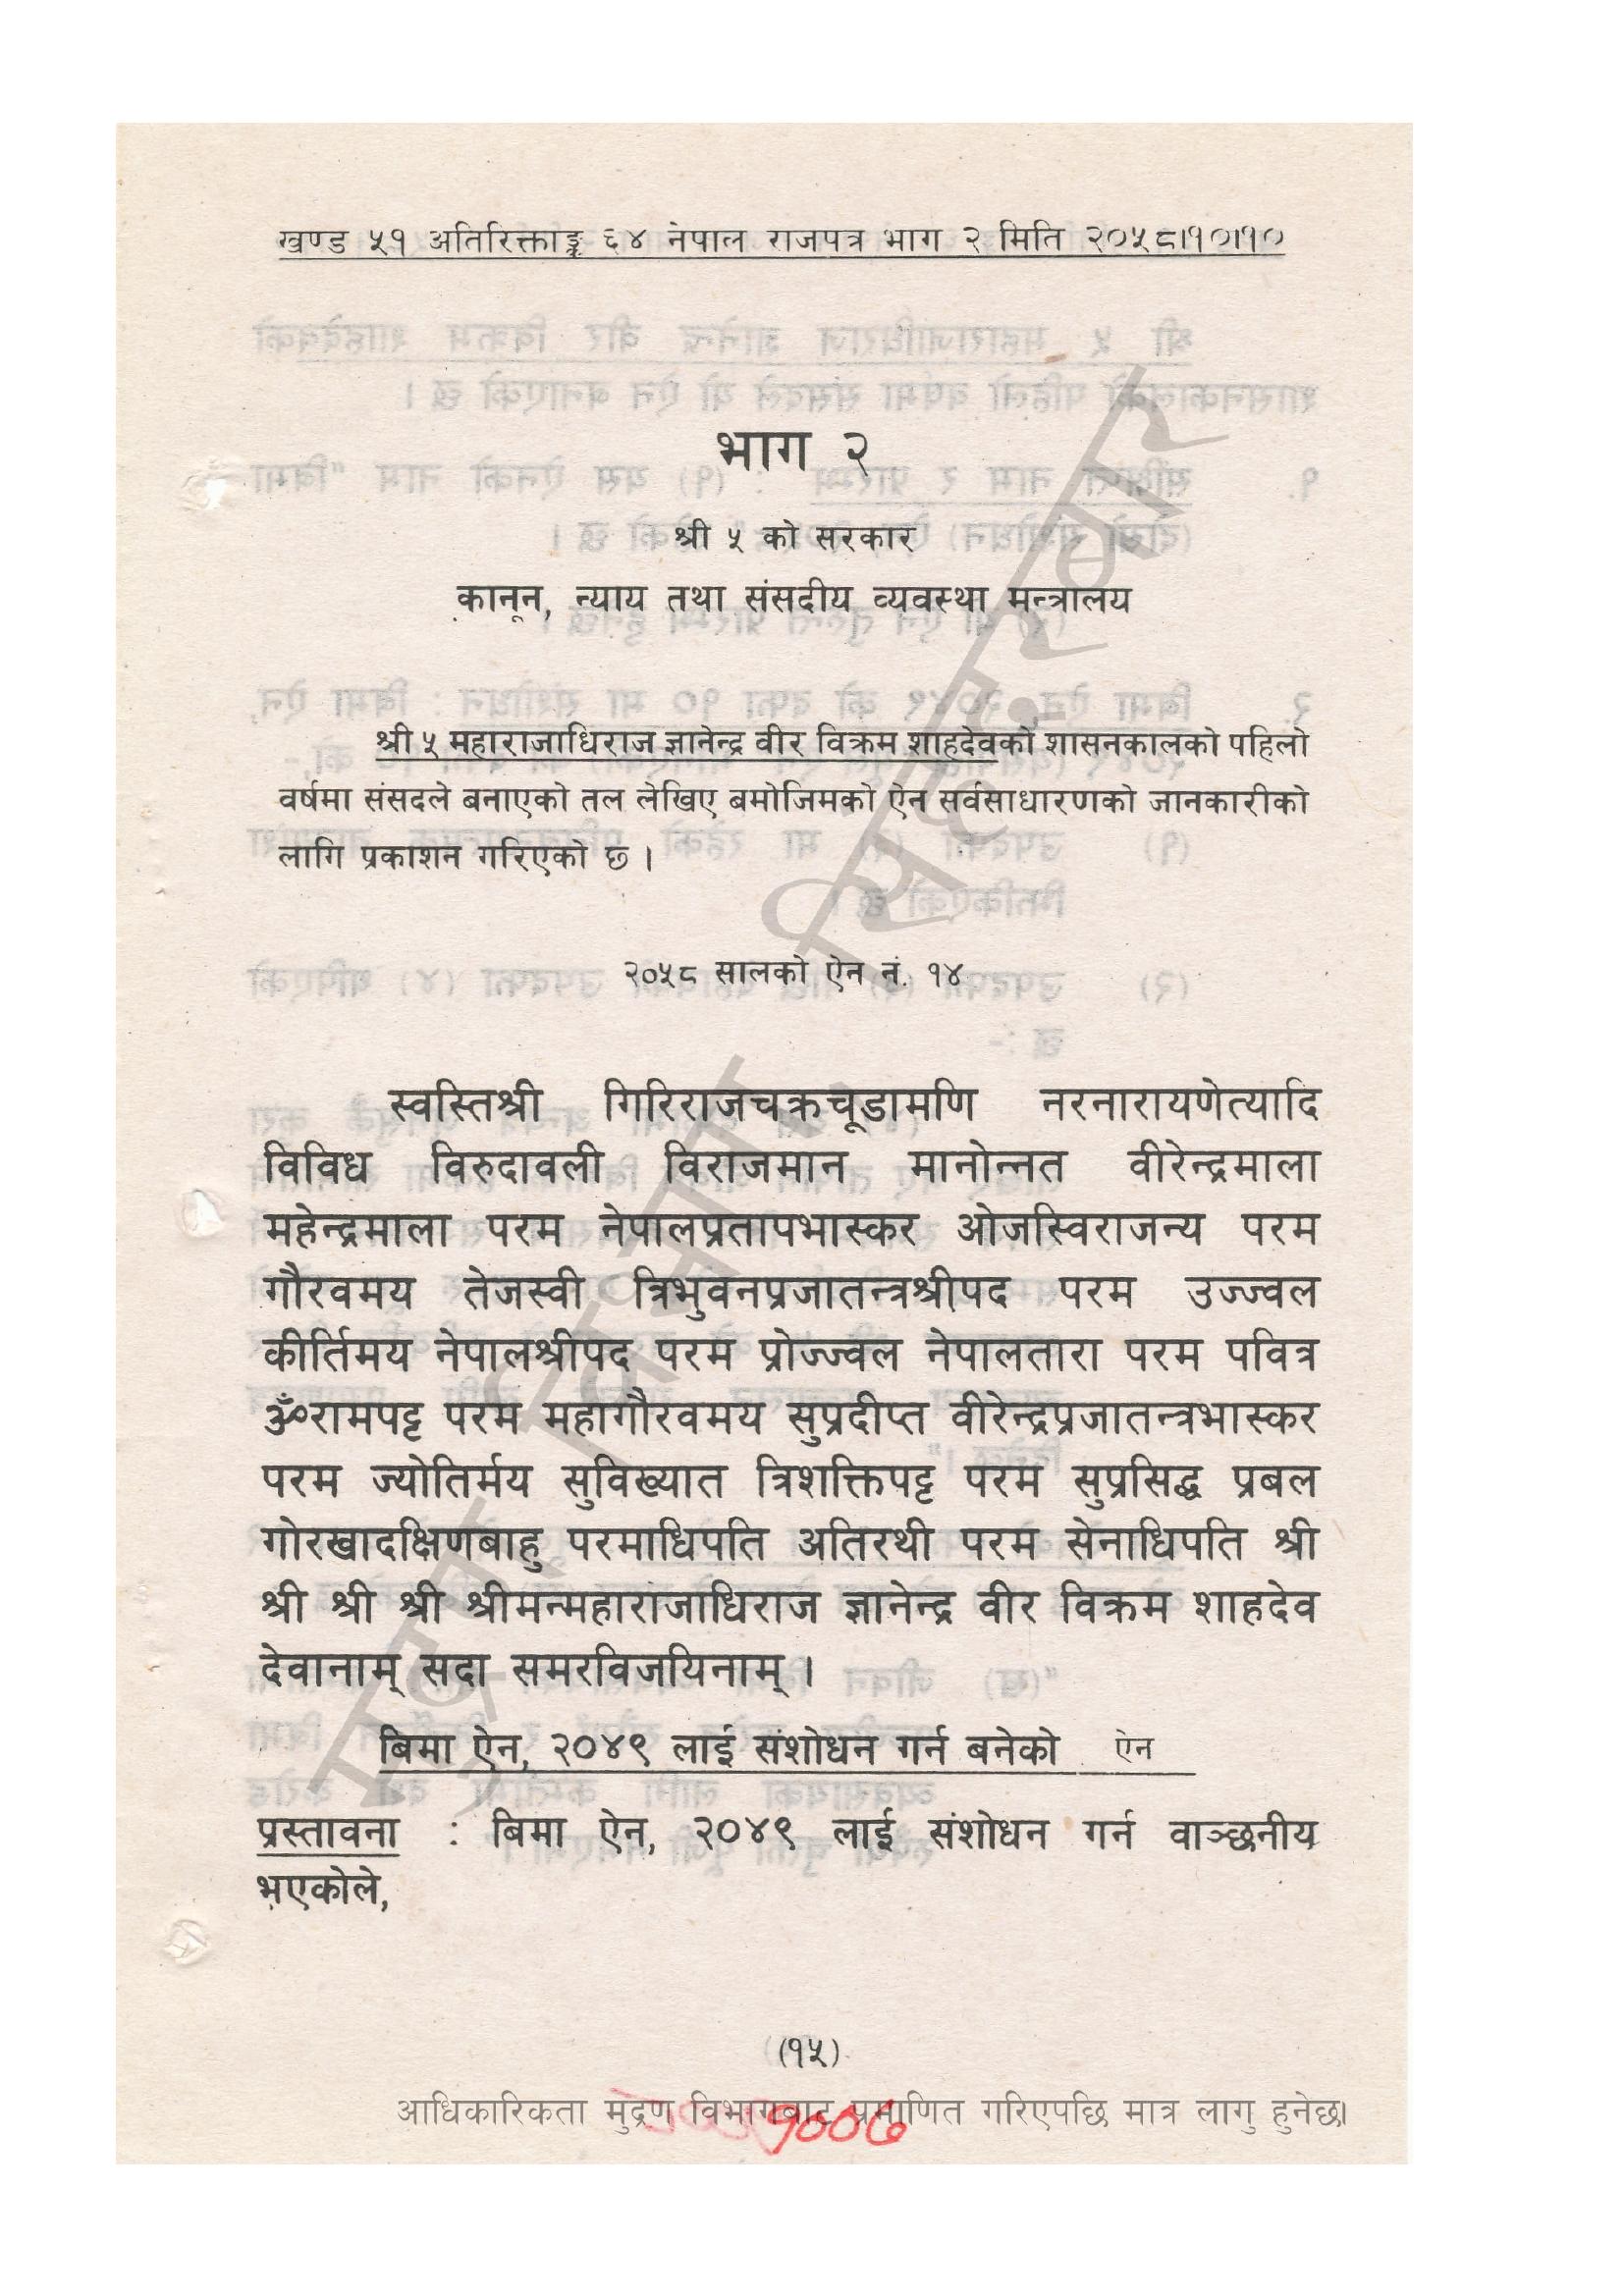 खण्ड ५१ अतिरिक्ताङ्क ६४ नेपाल राजपत्र भाग २ मिति २०५८।१०।१०
भाग २
श्री ५ को सरकार
कानून, न्याय तथा संसदीय व्यवस्था मन्त्रालय
श्री ५ महाराजाधिराज ज्ञानेन्द्र वीर विक्रम शाहदेवको शासनकालको पहिलो
वर्षमा संसदले बनाएको तल लेखिए बमोजिमको ऐन सर्वसाधारणको जानकारीको
लागि प्रकाशन गरिएको छ ।
२०५८ सालको ऐन नं. १४
स्वस्तिश्री गिरिराजचक्रचूडामणि नरनारायणेत्यादि
विविध विरुदावली विराजमान मानोन्नत वीरेन्द्रमाला
महेन्द्रमाला परम नेपालप्रतापभास्कर ओजस्विराजन्य परम
गौरवमय तेजस्वी त्रिभुवनप्रजातन्त्रश्रीपद परम उज्ज्वल
कीर्तिमय नेपालश्रीपद परम प्रोज्ज्वल नेपालतारा परम पवित्र
ॐरामपट्ट परम महागौरवमय सुप्रदीप्त वीरेन्द्रप्रजातन्त्रभास्कर
परम ज्योतिर्मय सुविख्यात त्रिशक्तिपट्ट परम सुप्रसिद्ध प्रबल
गोरखादक्षिणबाहु परमाधिपति अतिरथी परम सेनाधिपति श्री
श्री श्री श्री श्रीमन्महाराजाधिराज ज्ञानेन्द्र वीर विक्रम शाहदेव
देवानाम् सदा समरविजयिनाम् ।
बिमा ऐन, २०४९ लाई संशोधन गर्न बनेको ऐन
प्रस्तावना : बिमा ऐन, २०४९ लाई संशोधन गर्न वाञ्छनीय
भएकोले,
(१५)
आधिकारिकता मुद्रण विभागबाट प्रमाणित गरिएपछि मात्र लागु हुनेछ।
मुद्रण विभाग, सिंहदरबार